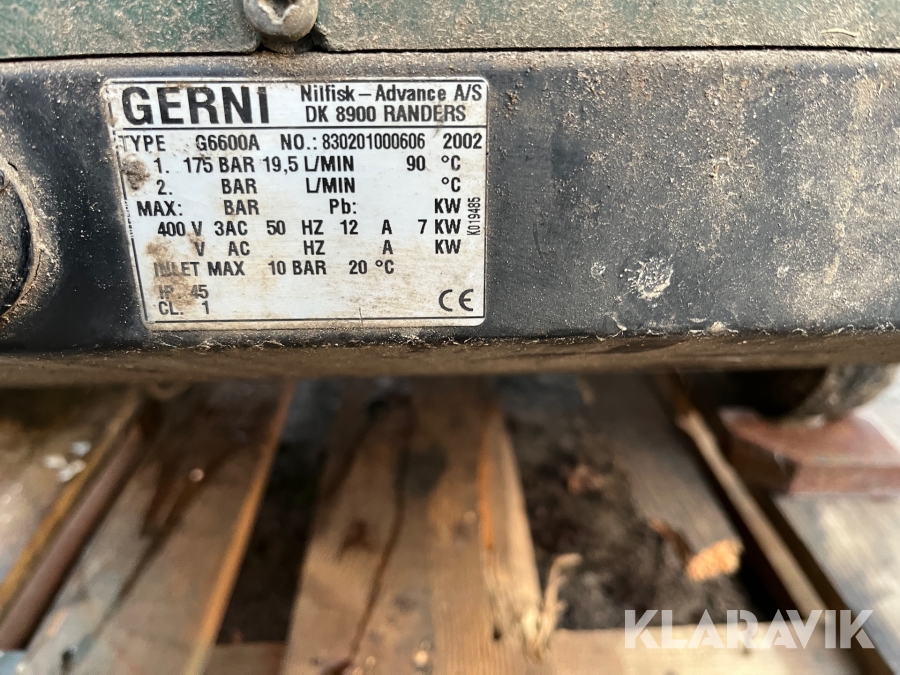 GERNI Nilfisk – Advance A/S
DK 8900 RANDERS
TYPE G6600A NO.: 830201000606 2002
1. 175 BAR 19,5 L/MIN 90 °C
2. BAR L/MIN °C
MAX: BAR Pb: KW
400 V 3AC 50 HZ 12 A 7 KW
V AC HZ A KW
INLET MAX 10 BAR 20 °C
IP 45
CL. 1
CE
K019485
KLARAVIK